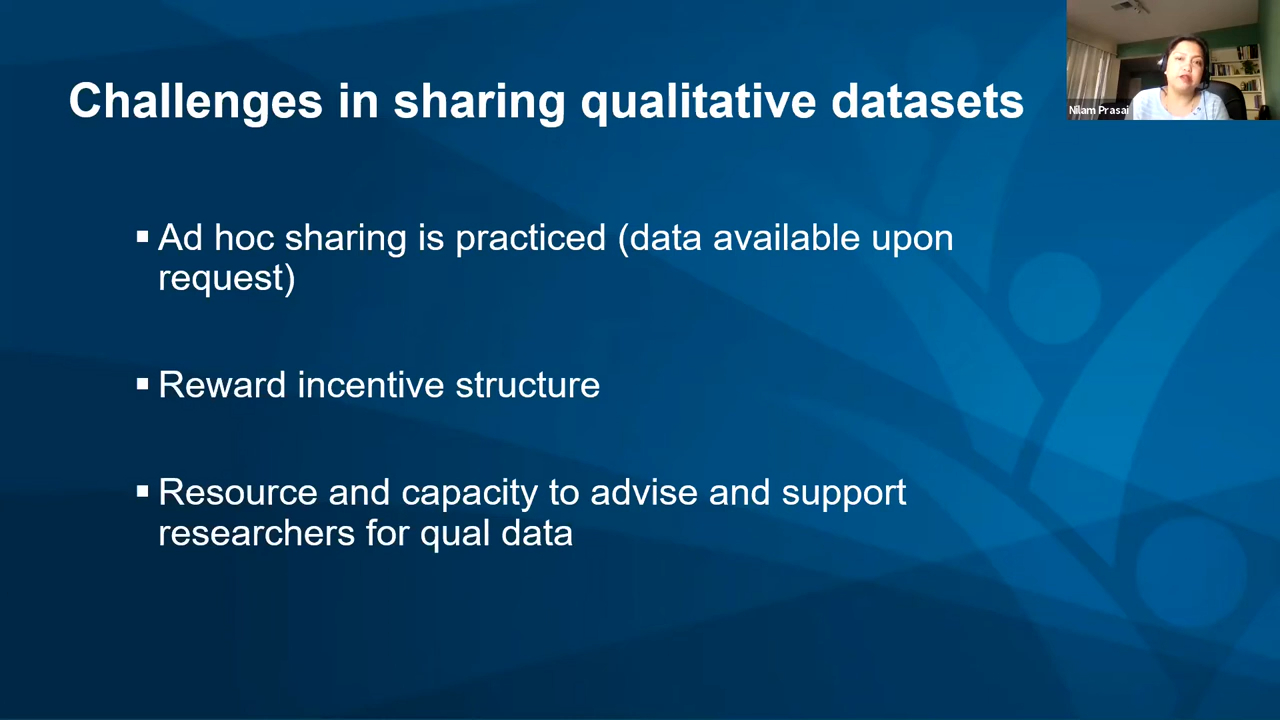 Challenges in sharing qualitative datasets
Nilam Prasai
▪ Ad hoc sharing is practiced (data available upon
request)
▪ Reward incentive structure
▪ Resource and capacity to advise and support
researchers for qual data